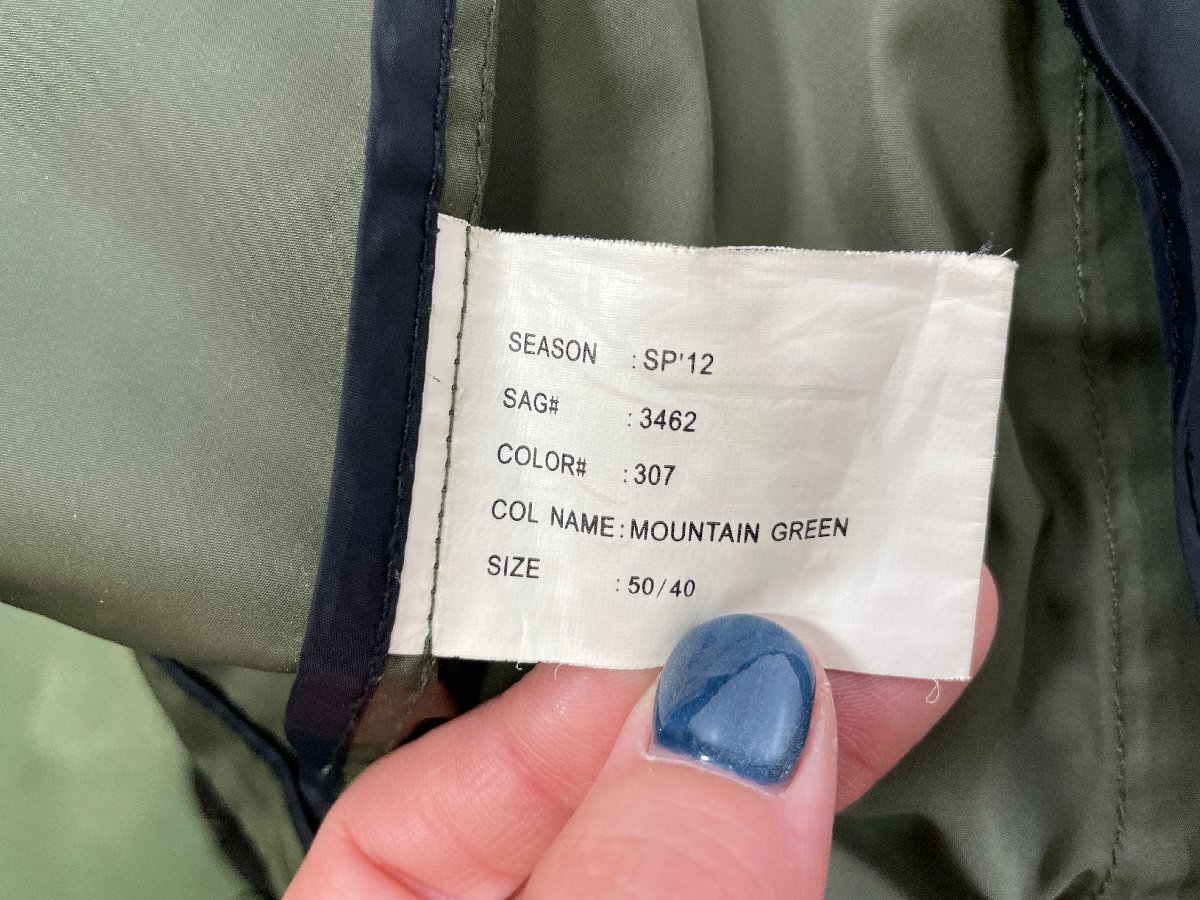 SEASON : SP'12
SAG# : 3462
COLOR# : 307
COL NAME : MOUNTAIN GREEN
SIZE : 50/40